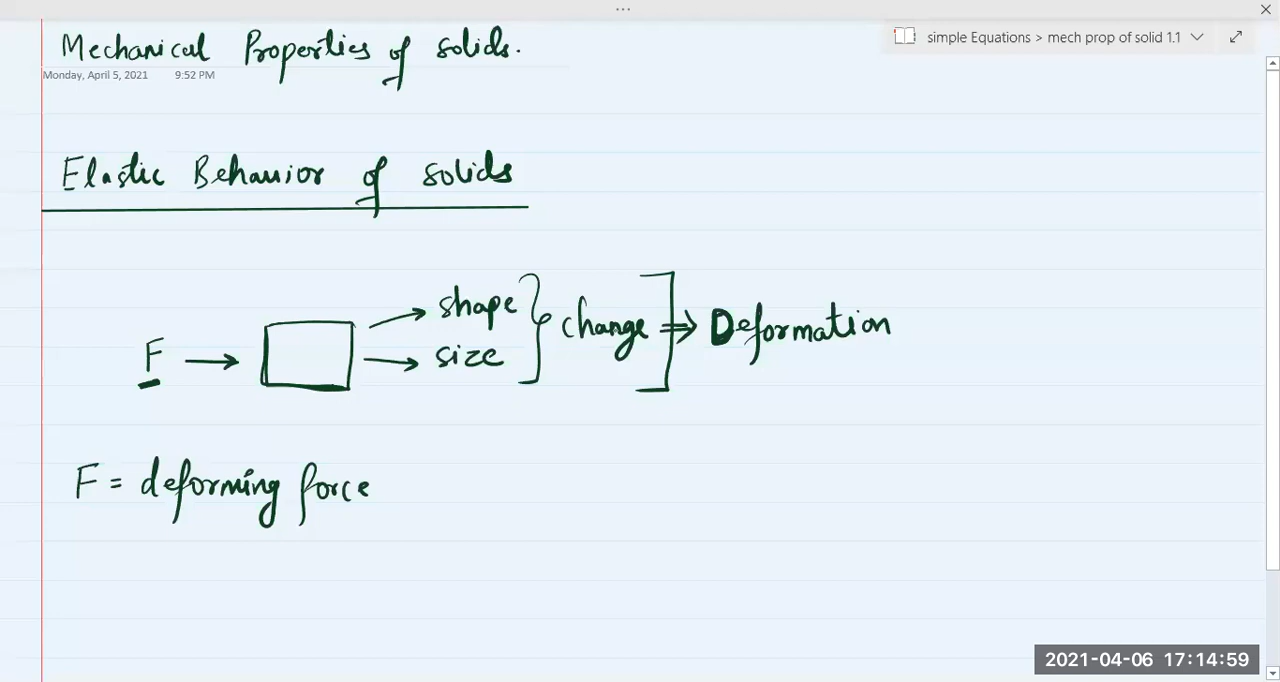 Mechanical Properties of solids.
simple Equations > mech prop of solid 1.1
Monday, April 5, 2021 9:52 PM
Elastic Behavior of solids
shape
F size change ⇒ Deformation
F = deforming force
2021-04-06 17:14:59